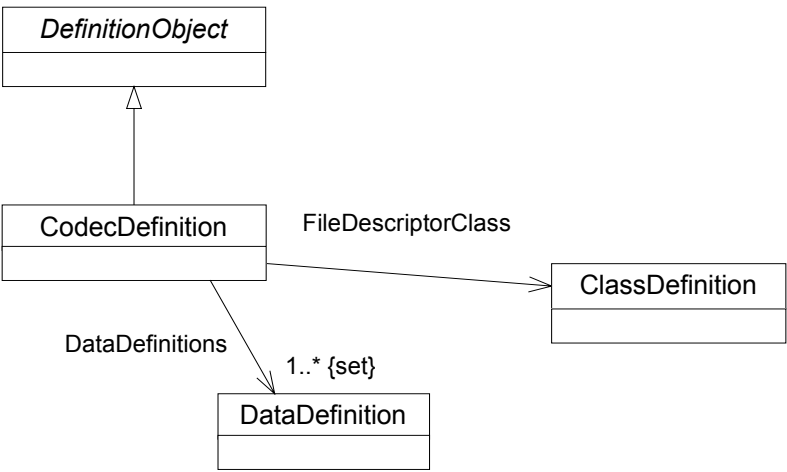 DefinitionObject
CodecDefinition
FileDescriptorClass
ClassDefinition
DataDefinitions
1..* {set}
DataDefinition